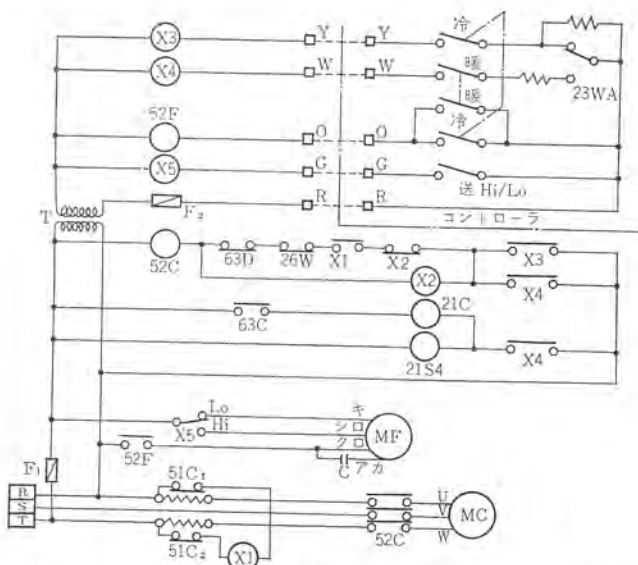 X3 Y Y 冷
X4 W W 暖 23WA
52F 暖
O O 冷
X5 G G 送 Hi/Lo
T F₂ R R
コントローラ
52C 63D 26W X1 X2 X3
X2 X4
63C 21C
21S4 X4
Lo キ
X5 Hi シロ MF
52F クロ
C アカ
F₁
R 51C₁ U
S V MC
T 51C₂ X1 52C W